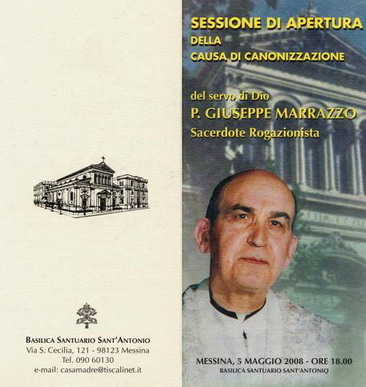 BASILICA SANTUARIO SANT'ANTONIO
Via S. Cecilia, 121 - 98123 Messina
Tel. 090 60130
e-mail: casamadre@tiscalinet.it
SESSIONE DI APERTURA
DELLA
CAUSA DI CANONIZZAZIONE
del servo di Dio
P. GIUSEPPE MARRAZZO
Sacerdote Rogazionista
MESSINA, 5 MAGGIO 2008 - ORE 18.00
BASILICA SANTUARIO SANT'ANTONIO